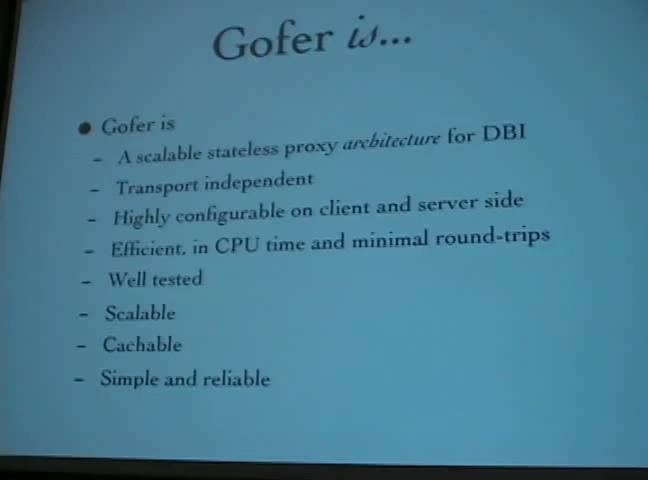 Gofer is...
● Gofer is
– A scalable stateless proxy architecture for DBI
– Transport independent
– Highly configurable on client and server side
– Efficient, in CPU time and minimal round-trips
– Well tested
– Scalable
– Cachable
– Simple and reliable